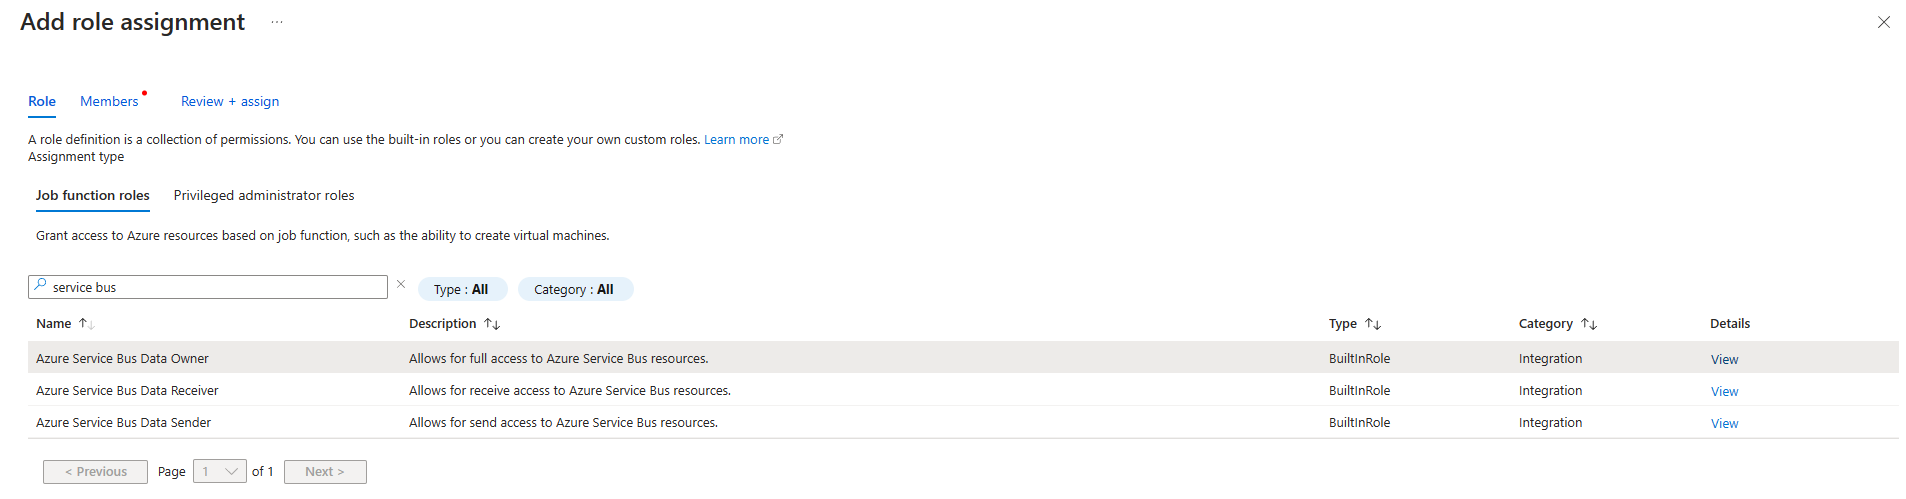 Add role assignment ...
Role Members Review + assign
A role definition is a collection of permissions. You can use the built-in roles or you can create your own custom roles. Learn more
Assignment type
Job function roles Privileged administrator roles
Grant access to Azure resources based on job function, such as the ability to create virtual machines.
service bus Type : All Category : All
Name Description Type Category Details
Azure Service Bus Data Owner Allows for full access to Azure Service Bus resources. BuiltInRole Integration View
Azure Service Bus Data Receiver Allows for receive access to Azure Service Bus resources. BuiltInRole Integration View
Azure Service Bus Data Sender Allows for send access to Azure Service Bus resources. BuiltInRole Integration View
< Previous Page 1 of 1 Next >